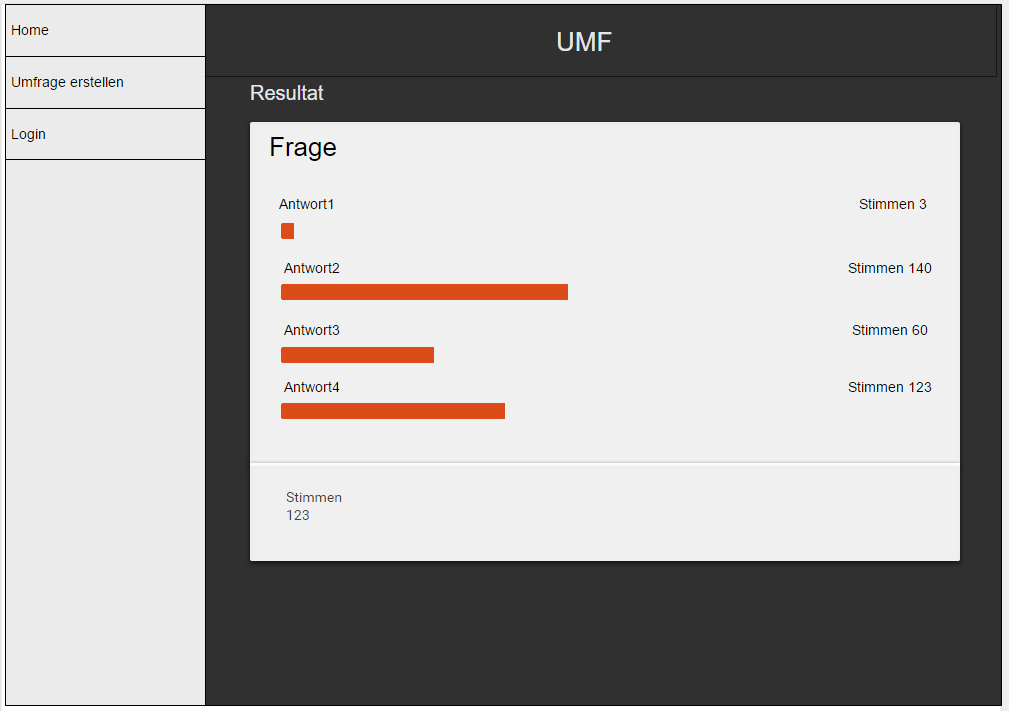 Home
Umfrage erstellen
Login
UMF
Resultat
Frage
Antwort1 Stimmen 3
Antwort2 Stimmen 140
Antwort3 Stimmen 60
Antwort4 Stimmen 123
Stimmen
123